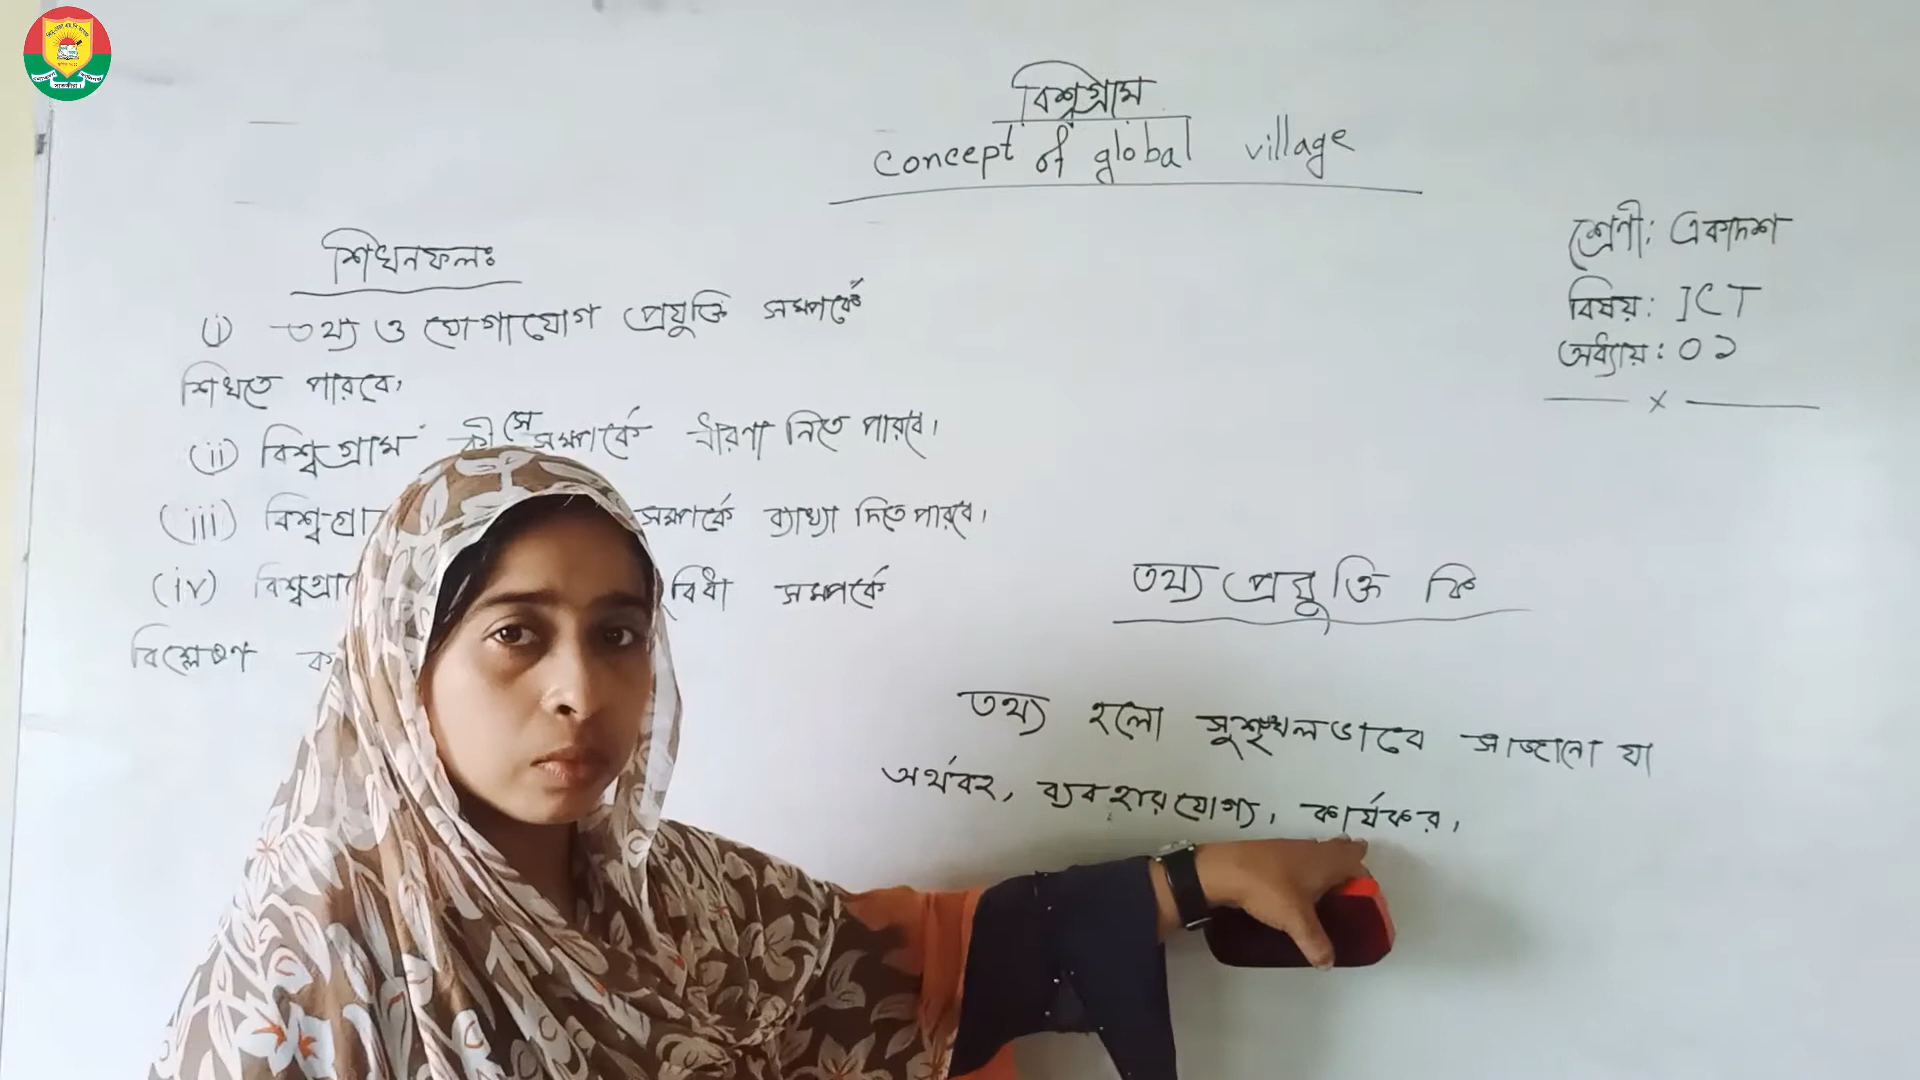 বিশ্বগ্রাম
concept of global village
শ্রেণী: একাদশ
বিষয়: ICT
অধ্যায়: ০১
x
শিখনফলঃ
(i) তথ্য ও যোগাযোগ প্রযুক্তি সম্পর্কে
শিখতে পারবে,
(ii) বিশ্বগ্রাম কী সে সম্পর্কে ধারণা নিতে পারবে।
(iii) বিশ্বগ্রা সম্পর্কে ব্যাখ্যা দিতে পারবে।
(iv) বিশ্বগ্রা বিধা সম্পর্কে
বিশ্লেষণ ক
তথ্য প্রযুক্তি কি
তথ্য হলো সুশৃংখলভাবে সাজানো যা
অর্থবহ, ব্যবহারযোগ্য, কার্যকর,